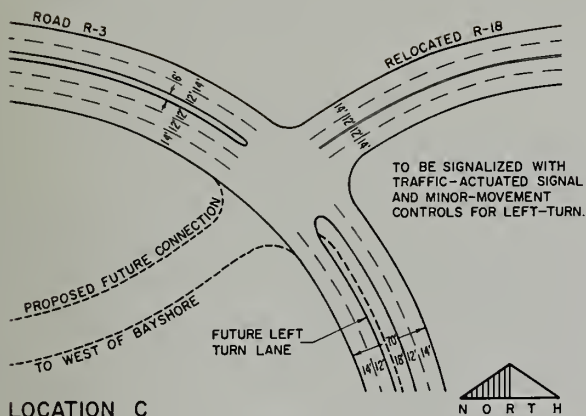 ROAD R-3
RELOCATED R-18
6'
14' 12' 12' 12' 14'
14' 12' 12' 14'
TO BE SIGNALIZED WITH
TRAFFIC-ACTUATED SIGNAL
AND MINOR-MOVEMENT
CONTROLS FOR LEFT-TURN.
PROPOSED FUTURE CONNECTION
TO WEST OF BAYSHORE
FUTURE LEFT
TURN LANE
70'
14' 12' 18' 12' 14'
LOCATION C
NORTH